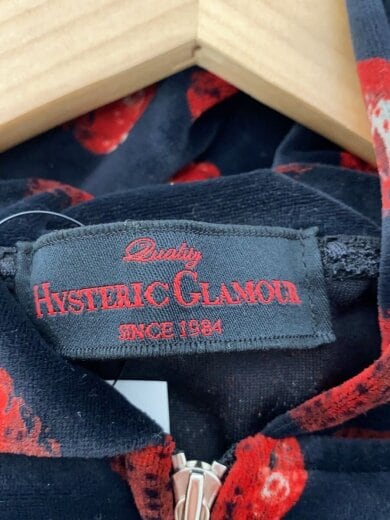 Quality
HYSTERIC GLAMOUR
SINCE 1984